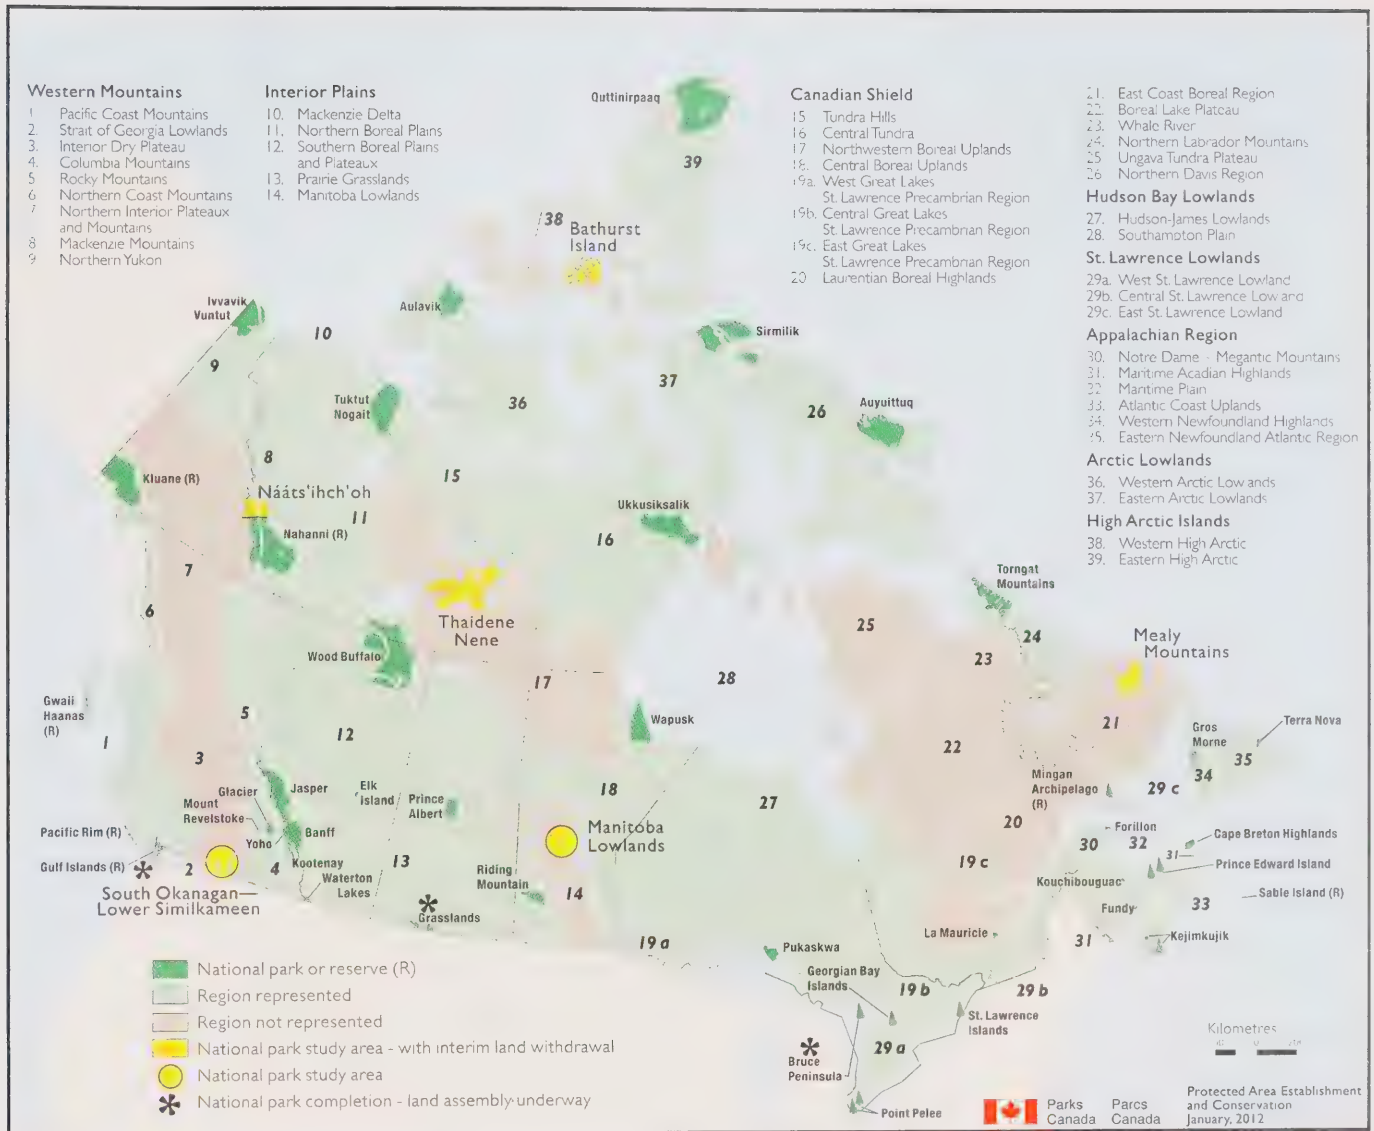 Western Mountains
1 Pacific Coast Mountains
2. Strait of Georgia Lowlands
3. Interior Dry Plateau
4. Columbia Mountains
5 Rocky Mountains
6 Northern Coast Mountains
7 Northern Interior Plateaux
and Mountains
8 Mackenzie Mountains
9 Northern Yukon
Interior Plains
10. Mackenzie Delta
11. Northern Boreal Plains
12. Southern Boreal Plains
and Plateaux
13. Prairie Grasslands
14. Manitoba Lowlands
Canadian Shield
15 Tundra Hills
16 Central Tundra
17 Northwestern Boreal Uplands
18. Central Boreal Uplands
19a. West Great Lakes
St. Lawrence Precambrian Region
19b. Central Great Lakes
St. Lawrence Precambrian Region
19c. East Great Lakes
St. Lawrence Precambrian Region
20 Laurentian Boreal Highlands
21. East Coast Boreal Region
22. Boreal Lake Plateau
23. Whale River
24. Northern Labrador Mountains
25 Ungava Tundra Plateau
26 Northern Davis Region
Hudson Bay Lowlands
27. Hudson-James Lowlands
28. Southampton Plain
St. Lawrence Lowlands
29a. West St. Lawrence Lowland
29b. Central St. Lawrence Lowland
29c. East St. Lawrence Lowland
Appalachian Region
30. Notre Dame - Megantic Mountains
31. Maritime Acadian Highlands
32 Maritime Plain
33. Atlantic Coast Uplands
34. Western Newfoundland Highlands
35. Eastern Newfoundland Atlantic Region
Arctic Lowlands
36. Western Arctic Lowlands
37. Eastern Arctic Lowlands
High Arctic Islands
38. Western High Arctic
39. Eastern High Arctic
Quttinirpaaq
39
38
Bathurst
Island
Ivvavik
Vuntut
Aulavik
10
Sirmilik
9
37
Tuktut
Nogait
36
26
Auyuittuq
8
15
Kluane (R)
Nááts'ihch'oh
11
Nahanni (R)
Ukkusiksalik
16
7
6
Thaidene
Nene
Torngat
Mountains
25
24
23
Mealy
Mountains
Wood Buffalo
17
28
Gwaii
Haanas
(R)
1
5
12
3
Wapusk
21
22
Gros
Morne
Terra Nova
35
34
Mingan
Archipelago
(R)
29 c
Glacier
Mount
Revelstoke
Jasper
Elk
Island
Prince
Albert
18
27
20
Pacific Rim (R)
Gulf Islands (R)
2
Yoho
Banff
4
Kootenay
Waterton
Lakes
13
Manitoba
Lowlands
Riding
Mountain
14
19 c
30
Forillon
32
31
Cape Breton Highlands
Prince Edward Island
Kouchibouguac
Sable Island (R)
33
Fundy
31
Kejimkujik
South Okanagan—
Lower Similkameen
Grasslands
19 a
La Mauricie
Pukaskwa
Georgian Bay
Islands
19 b
29 b
St. Lawrence
Islands
29 a
Bruce
Peninsula
Point Pelee
National park or reserve (R)
Region represented
Region not represented
National park study area - with interim land withdrawal
National park study area
National park completion - land assembly underway
Kilometres
0
Parks
Canada
Parcs
Canada
Protected Area Establishment
and Conservation
January, 2012